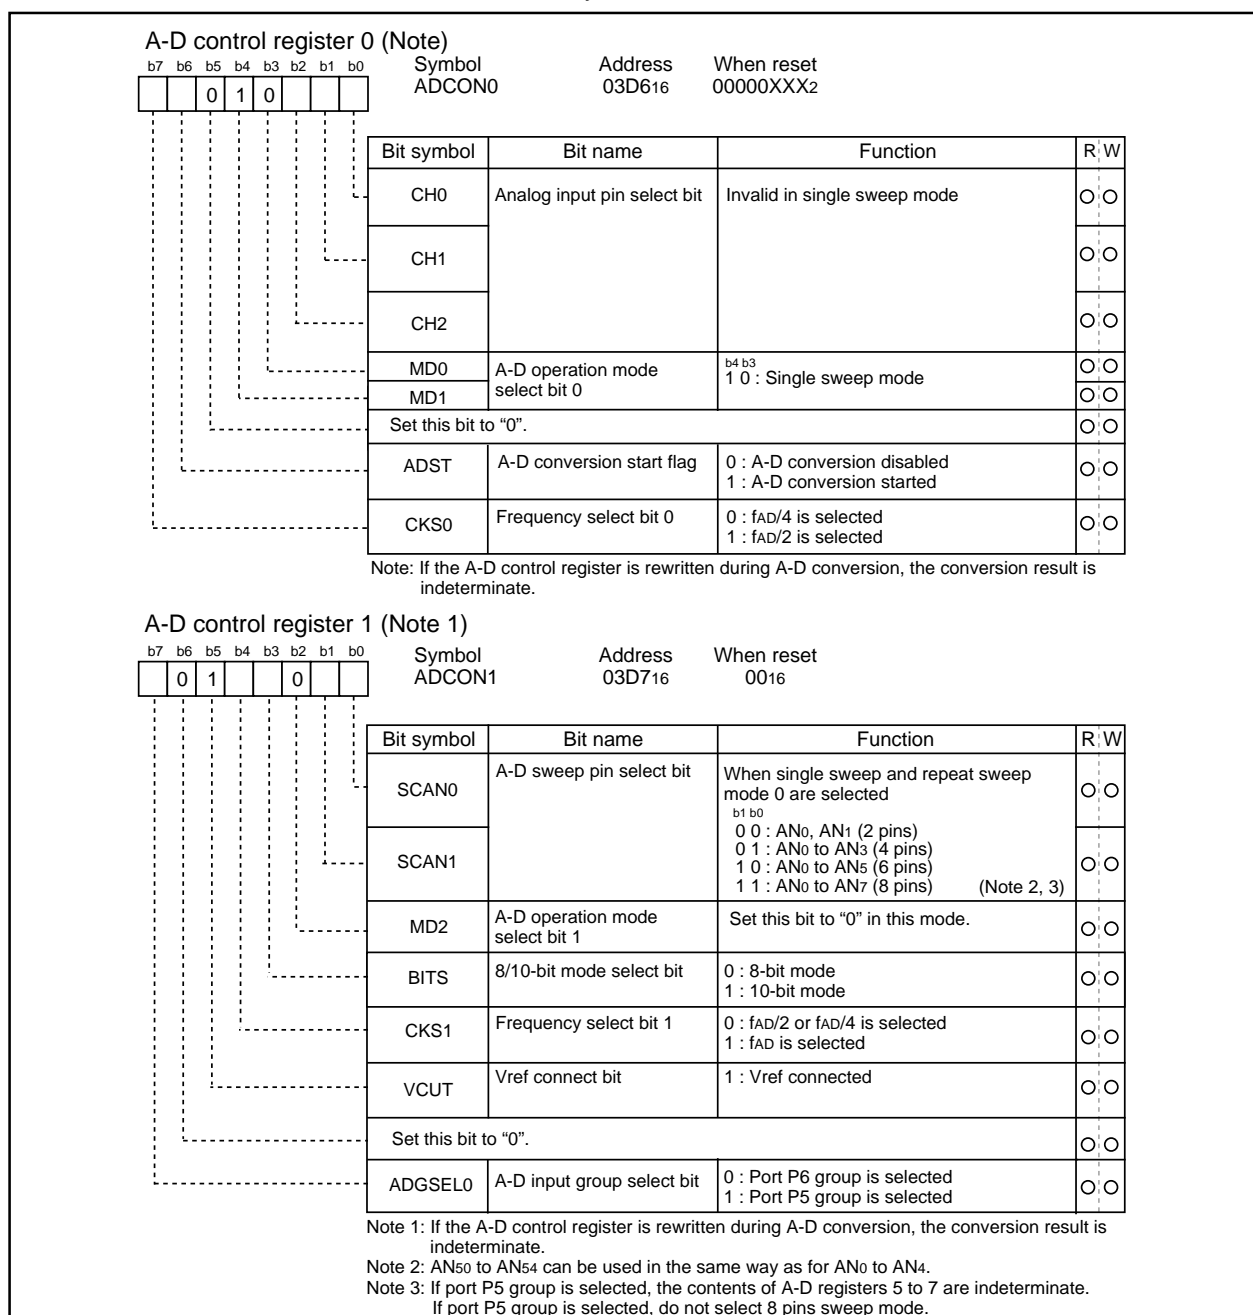 A-D control register 0 (Note)
b7 b6 b5 b4 b3 b2 b1 b0
Symbol Address When reset
ADCON0 03D616 00000XXX2
0 1 0
Bit symbol Bit name Function R W
CH0 Analog input pin select bit Invalid in single sweep mode
CH1
CH2
MD0 A-D operation mode select bit 0 b4 b3
MD1 1 0 : Single sweep mode
Set this bit to “0”.
ADST A-D conversion start flag 0 : A-D conversion disabled
1 : A-D conversion started
CKS0 Frequency select bit 0 0 : fAD/4 is selected
1 : fAD/2 is selected
Note: If the A-D control register is rewritten during A-D conversion, the conversion result is
indeterminate.
A-D control register 1 (Note 1)
b7 b6 b5 b4 b3 b2 b1 b0
Symbol Address When reset
ADCON1 03D716 0016
0 1 0
Bit symbol Bit name Function R W
SCAN0 A-D sweep pin select bit When single sweep and repeat sweep
mode 0 are selected
b1 b0
0 0 : AN0, AN1 (2 pins)
0 1 : AN0 to AN3 (4 pins)
SCAN1 1 0 : AN0 to AN5 (6 pins)
1 1 : AN0 to AN7 (8 pins) (Note 2, 3)
MD2 A-D operation mode Set this bit to “0” in this mode.
select bit 1
BITS 8/10-bit mode select bit 0 : 8-bit mode
1 : 10-bit mode
CKS1 Frequency select bit 1 0 : fAD/2 or fAD/4 is selected
1 : fAD is selected
VCUT Vref connect bit 1 : Vref connected
Set this bit to “0”.
ADGSEL0 A-D input group select bit 0 : Port P6 group is selected
1 : Port P5 group is selected
Note 1: If the A-D control register is rewritten during A-D conversion, the conversion result is
indeterminate.
Note 2: AN50 to AN54 can be used in the same way as for AN0 to AN4.
Note 3: If port P5 group is selected, the contents of A-D registers 5 to 7 are indeterminate.
If port P5 group is selected, do not select 8 pins sweep mode.